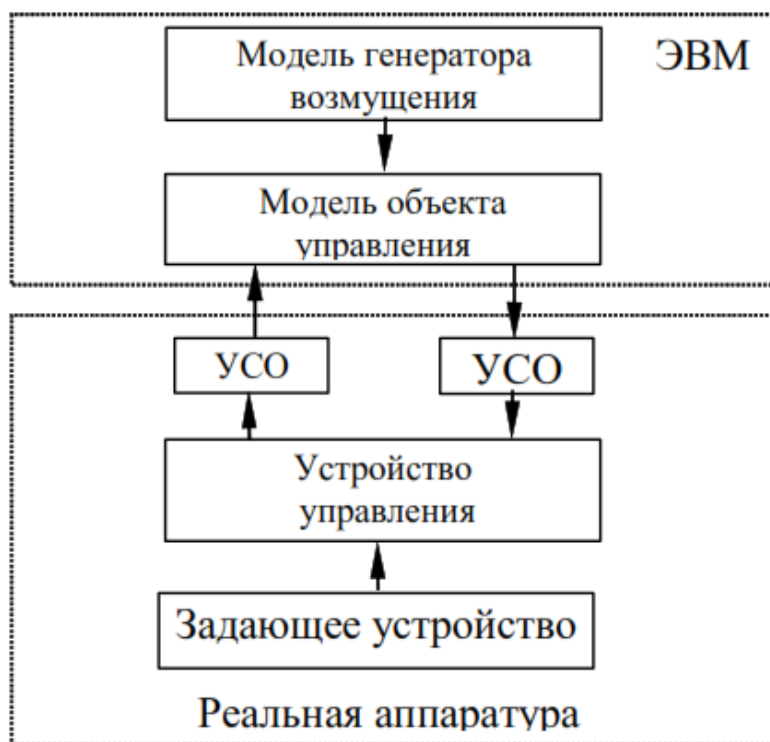 Модель генератора
возмущения
ЭВМ
Модель объекта
управления
УСО
УСО
Устройство
управления
Задающее устройство
Реальная аппаратура